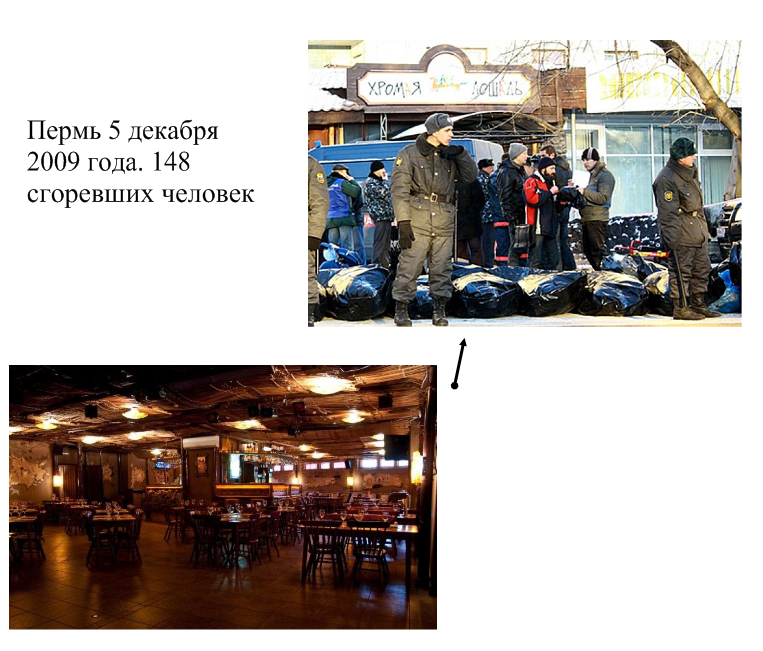 Пермь 5 декабря
2009 года. 148
сгоревших человек
ХРОМАЯ ЛОШАДЬ